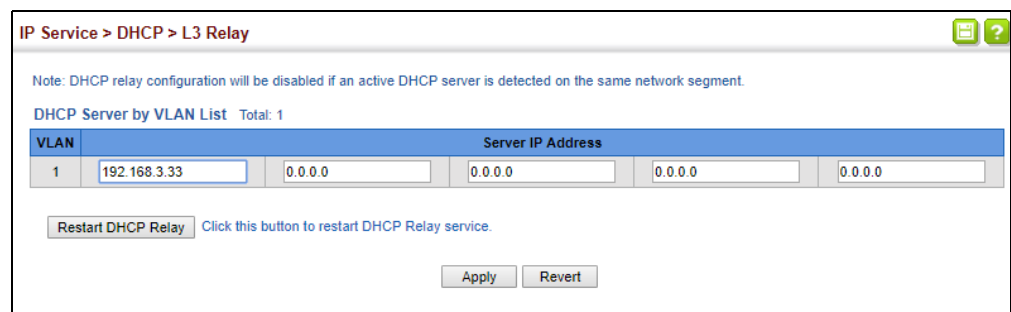 IP Service > DHCP > L3 Relay
?
Note: DHCP relay configuration will be disabled if an active DHCP server is detected on the same network segment.
DHCP Server by VLAN List Total: 1
VLAN Server IP Address
1 192.168.3.33 0.0.0.0 0.0.0.0 0.0.0.0 0.0.0.0
Restart DHCP Relay Click this button to restart DHCP Relay service.
Apply Revert